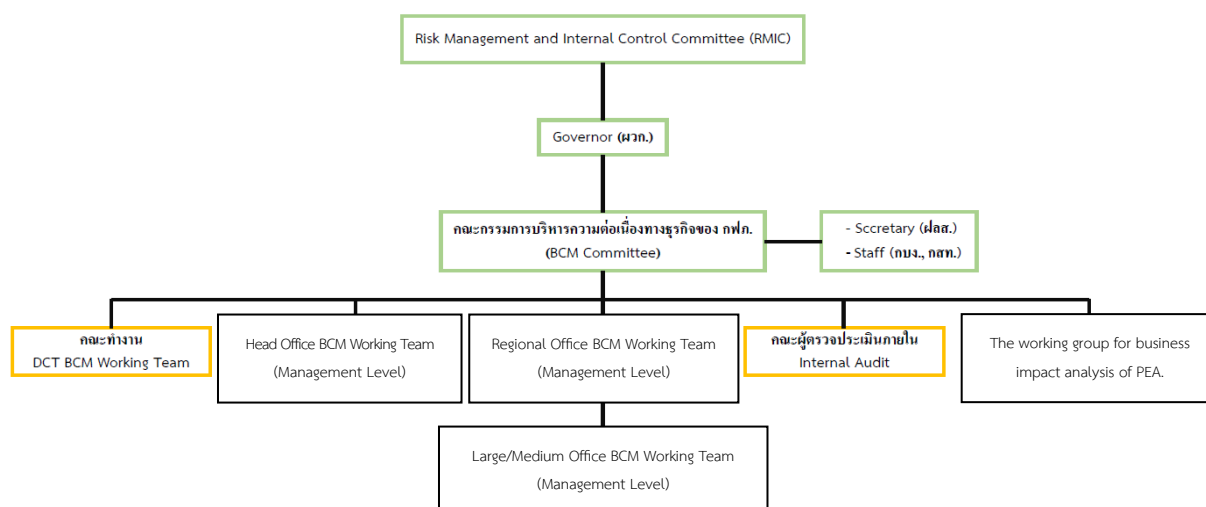 Risk Management and Internal Control Committee (RMIC)
Governor (ผวก.)
คณะกรรมการบริหารความต่อเนื่องทางธุรกิจของ กฟภ.
(BCM Committee)
- Sccretary (ฝลส.)
- Staff (กบง., กสท.)
คณะทำงาน
DCT BCM Working Team
Head Office BCM Working Team
(Management Level)
Regional Office BCM Working Team
(Management Level)
คณะผู้ตรวจประเมินภายใน
Internal Audit
The working group for business
impact analysis of PEA.
Large/Medium Office BCM Working Team
(Management Level)